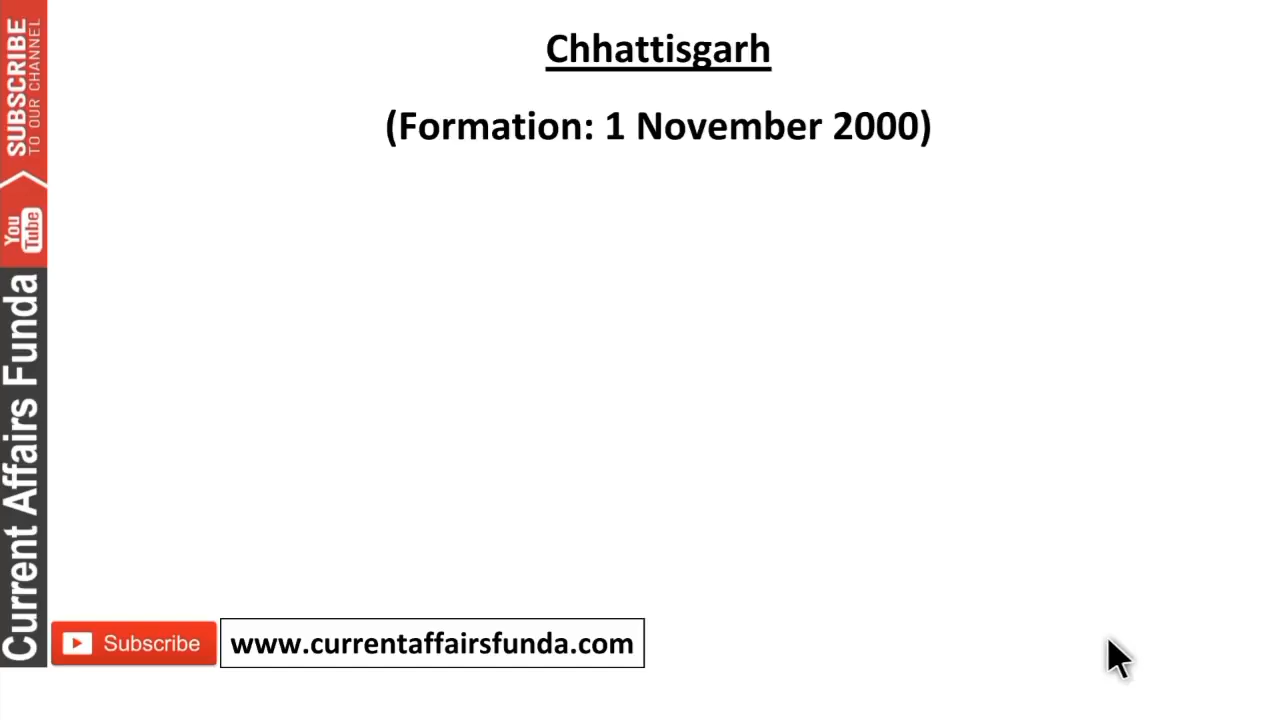 Chhattisgarh
(Formation: 1 November 2000)
SUBSCRIBE
TO OUR CHANNEL
You
Tube
Current Affairs Funda
Subscribe
www.currentaffairsfunda.com